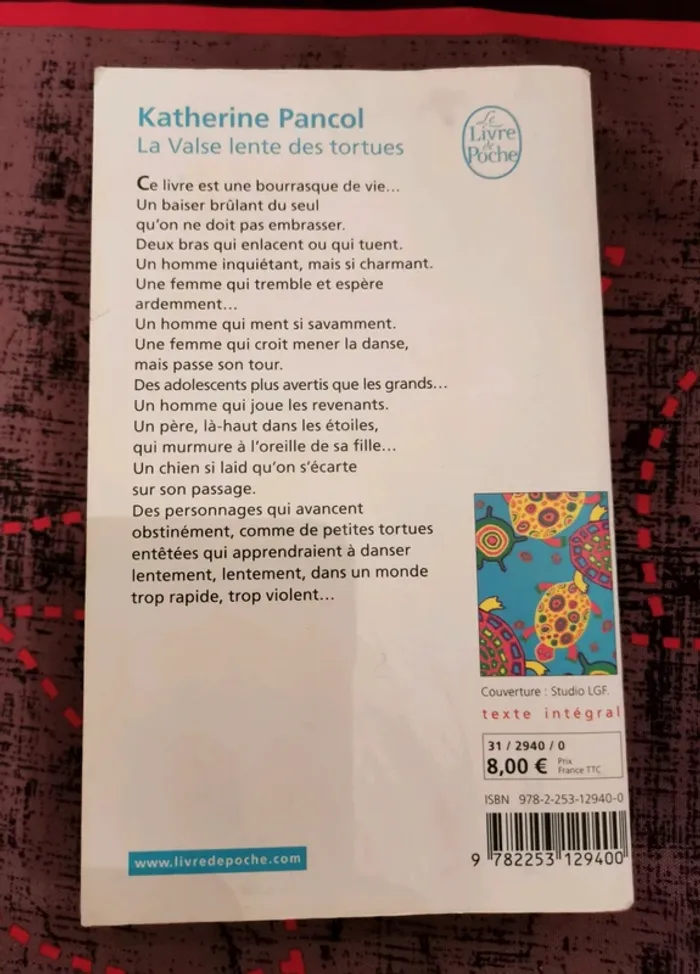 Katherine Pancol
La Valse lente des tortues
Le
Livre
de
Poche
Ce livre est une bourrasque de vie...
Un baiser brûlant du seul
qu'on ne doit pas embrasser.
Deux bras qui enlacent ou qui tuent.
Un homme inquiétant, mais si charmant.
Une femme qui tremble et espère
ardemment...
Un homme qui ment si savamment.
Une femme qui croit mener la danse,
mais passe son tour.
Des adolescents plus avertis que les grands...
Un homme qui joue les revenants.
Un père, là-haut dans les étoiles,
qui murmure à l'oreille de sa fille...
Un chien si laid qu'on s'écarte
sur son passage.
Des personnages qui avancent
obstinément, comme de petites tortues
entêtées qui apprendraient à danser
lentement, lentement, dans un monde
trop rapide, trop violent...
Couverture : Studio LGF.
texte intégral
31 / 2940 / 0
8,00 € Prix
France TTC
ISBN 978-2-253-12940-0
9 782253 129400
www.livredepoche.com